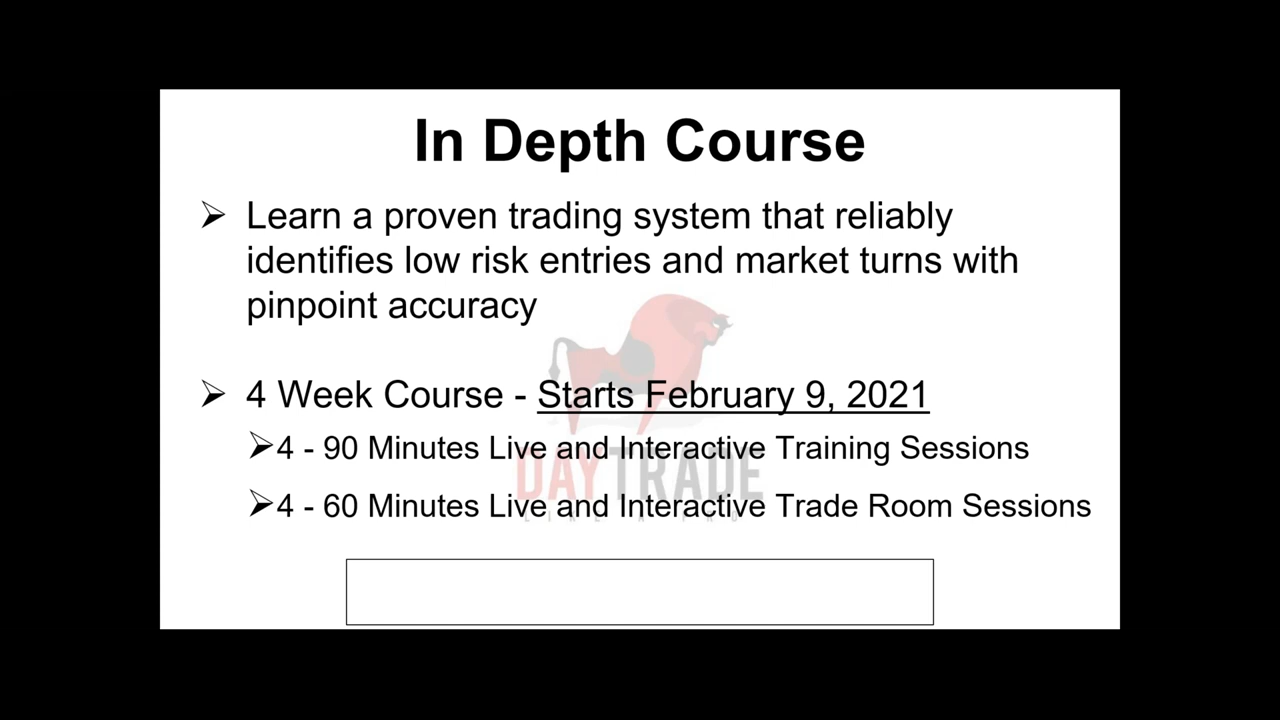 In Depth Course
➢ Learn a proven trading system that reliably
identifies low risk entries and market turns with
pinpoint accuracy
➢ 4 Week Course - Starts February 9, 2021
➢4 - 90 Minutes Live and Interactive Training Sessions
DAYTRADE
➢4 - 60 Minutes Live and Interactive Trade Room Sessions